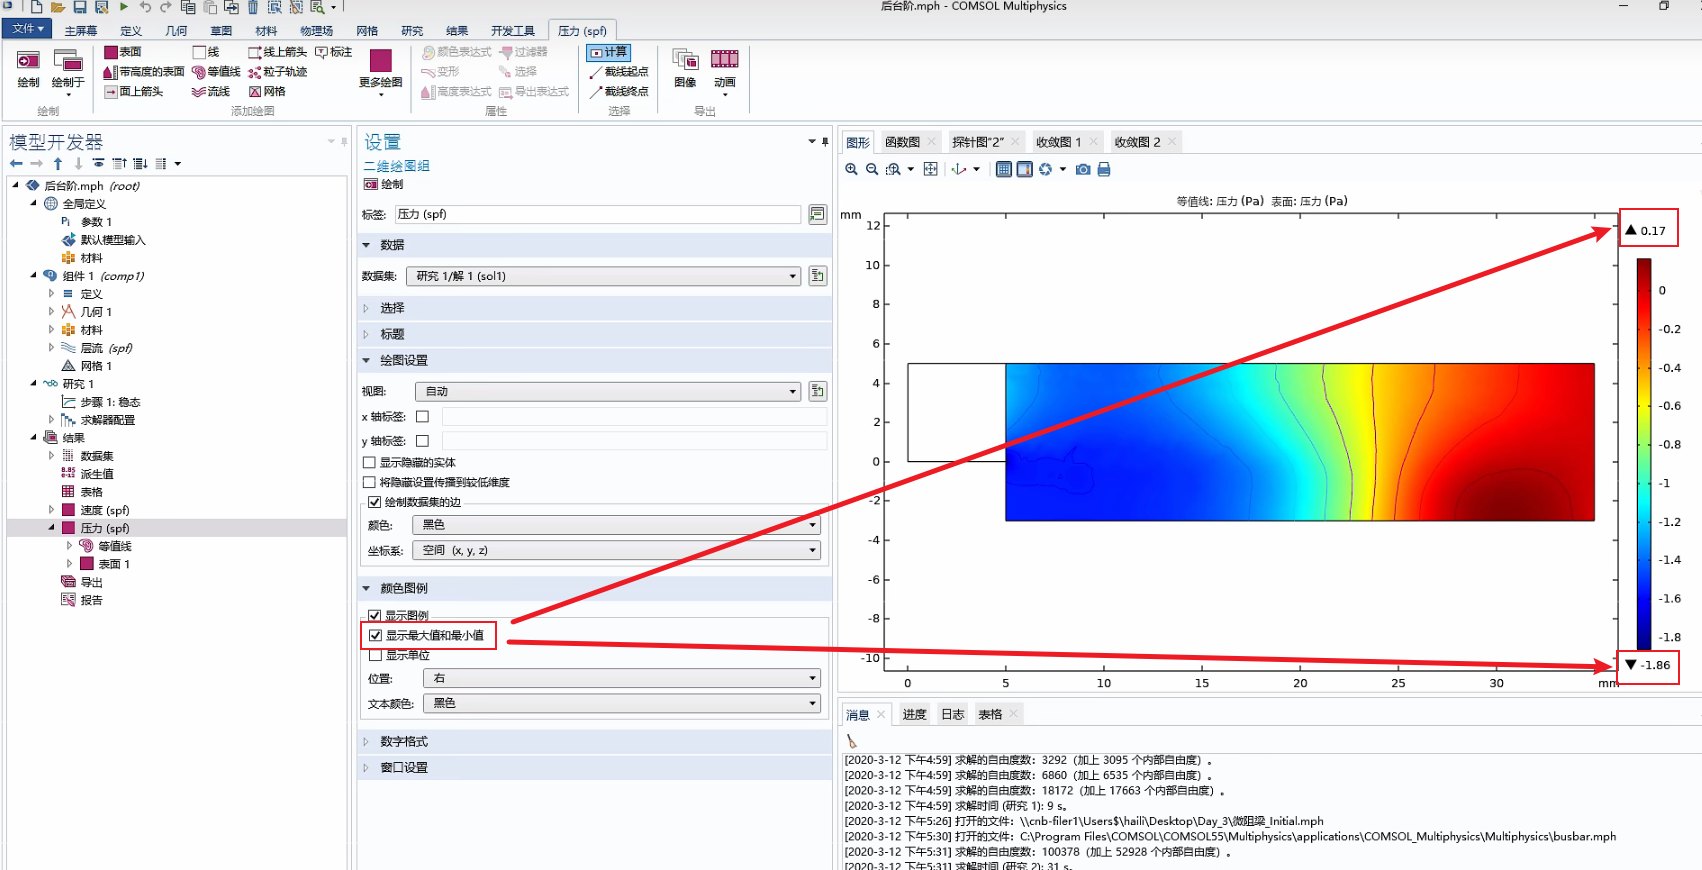 后台阶.mph - COMSOL Multiphysics
文件 主屏幕 定义 几何 草图 材料 物理场 网格 研究 结果 开发工具 压力 (spf)
绘制 绘制于
绘制
表面 线 线上箭头 标注
带高度的表面 等值线 粒子轨迹
面上箭头 流线 网格
更多绘图
添加绘图
颜色表达式 过滤器
变形 选择
高度表达式 导出表达式
属性
计算
截线起点
截线终点
选择
图像 动画
导出
模型开发器
后台阶.mph (root)
全局定义
Pi 参数 1
默认模型输入
材料
组件 1 (comp1)
定义
几何 1
材料
层流 (spf)
网格 1
研究 1
步骤 1: 稳态
求解器配置
结果
数据集
派生值
表格
速度 (spf)
压力 (spf)
等值线
表面 1
导出
报告
设置
二维绘图组
绘制
标签: 压力 (spf)
数据
数据集: 研究 1/解 1 (sol1)
选择
标题
绘图设置
视图: 自动
x 轴标签:
y 轴标签:
显示隐藏的实体
将隐藏设置传播到较低维度
绘制数据集的边
颜色: 黑色
坐标系: 空间 (x, y, z)
颜色图例
显示图例
显示最大值和最小值
显示单位
位置: 右
文本颜色: 黑色
数字格式
窗口设置
图形 函数图 探针图"2" 收敛图 1 收敛图 2
等值线: 压力 (Pa) 表面: 压力 (Pa)
mm
12
10
8
6
4
2
0
-2
-4
-6
-8
-10
0 5 10 15 20 25 30 mm
▲ 0.17
0
-0.2
-0.4
-0.6
-0.8
-1
-1.2
-1.4
-1.6
-1.8
▼ -1.86
消息 进度 日志 表格
[2020-3-12 下午4:59] 求解的自由度数: 3292（加上 3095 个内部自由度）。
[2020-3-12 下午4:59] 求解的自由度数: 6860（加上 6535 个内部自由度）。
[2020-3-12 下午4:59] 求解的自由度数: 18172（加上 17663 个内部自由度）。
[2020-3-12 下午4:59] 求解时间 (研究 1): 9 s。
[2020-3-12 下午5:26] 打开的文件: \\cnb-filer1\Users$\haili\Desktop\Day_3\微阻梁_Initial.mph
[2020-3-12 下午5:30] 打开的文件: C:\Program Files\COMSOL\COMSOL55\Multiphysics\applications\COMSOL_Multiphysics\Multiphysics\busbar.mph
[2020-3-12 下午5:31] 求解的自由度数: 100378（加上 52928 个内部自由度）。
[2020-3-12 下午5:31] 求解时间 (研究 2): 31 s。